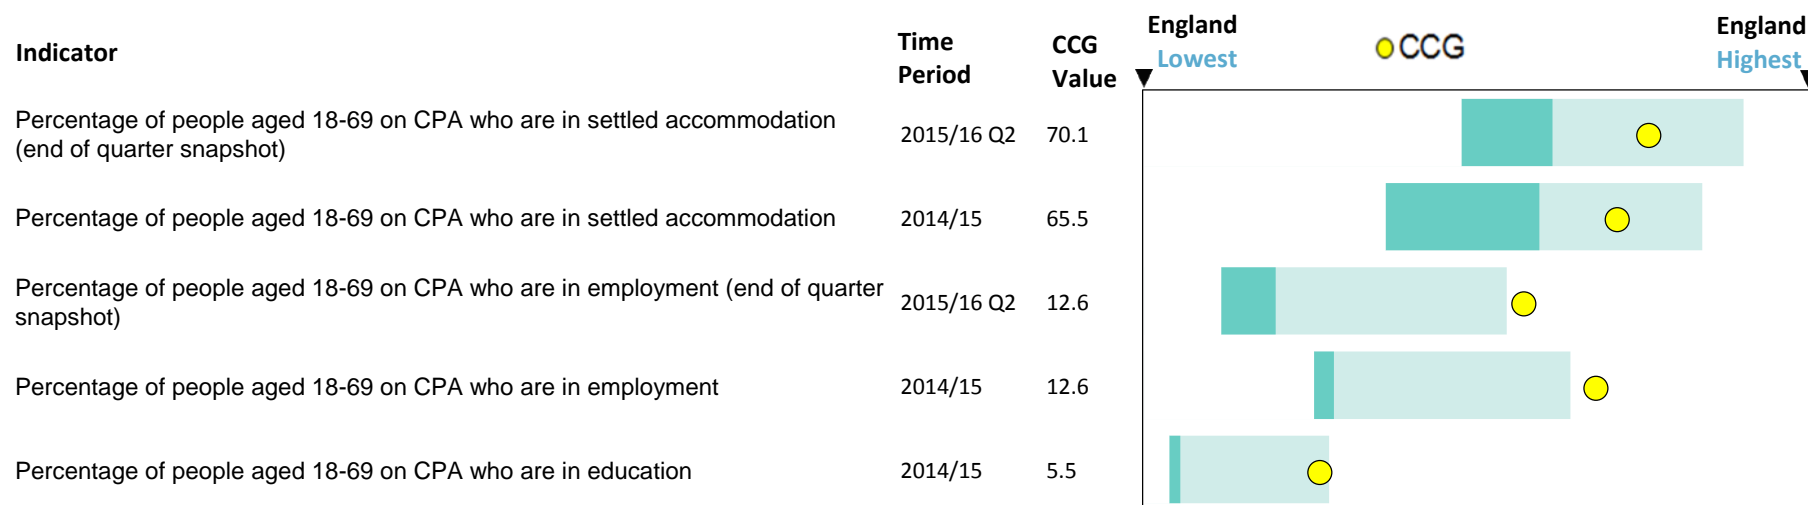 Indicator
Time
Period
CCG
Value
England
Lowest
CCG
England
Highest
Percentage of people aged 18-69 on CPA who are in settled accommodation
(end of quarter snapshot)
2015/16 Q2
70.1
Percentage of people aged 18-69 on CPA who are in settled accommodation
2014/15
65.5
Percentage of people aged 18-69 on CPA who are in employment (end of quarter
snapshot)
2015/16 Q2
12.6
Percentage of people aged 18-69 on CPA who are in employment
2014/15
12.6
Percentage of people aged 18-69 on CPA who are in education
2014/15
5.5